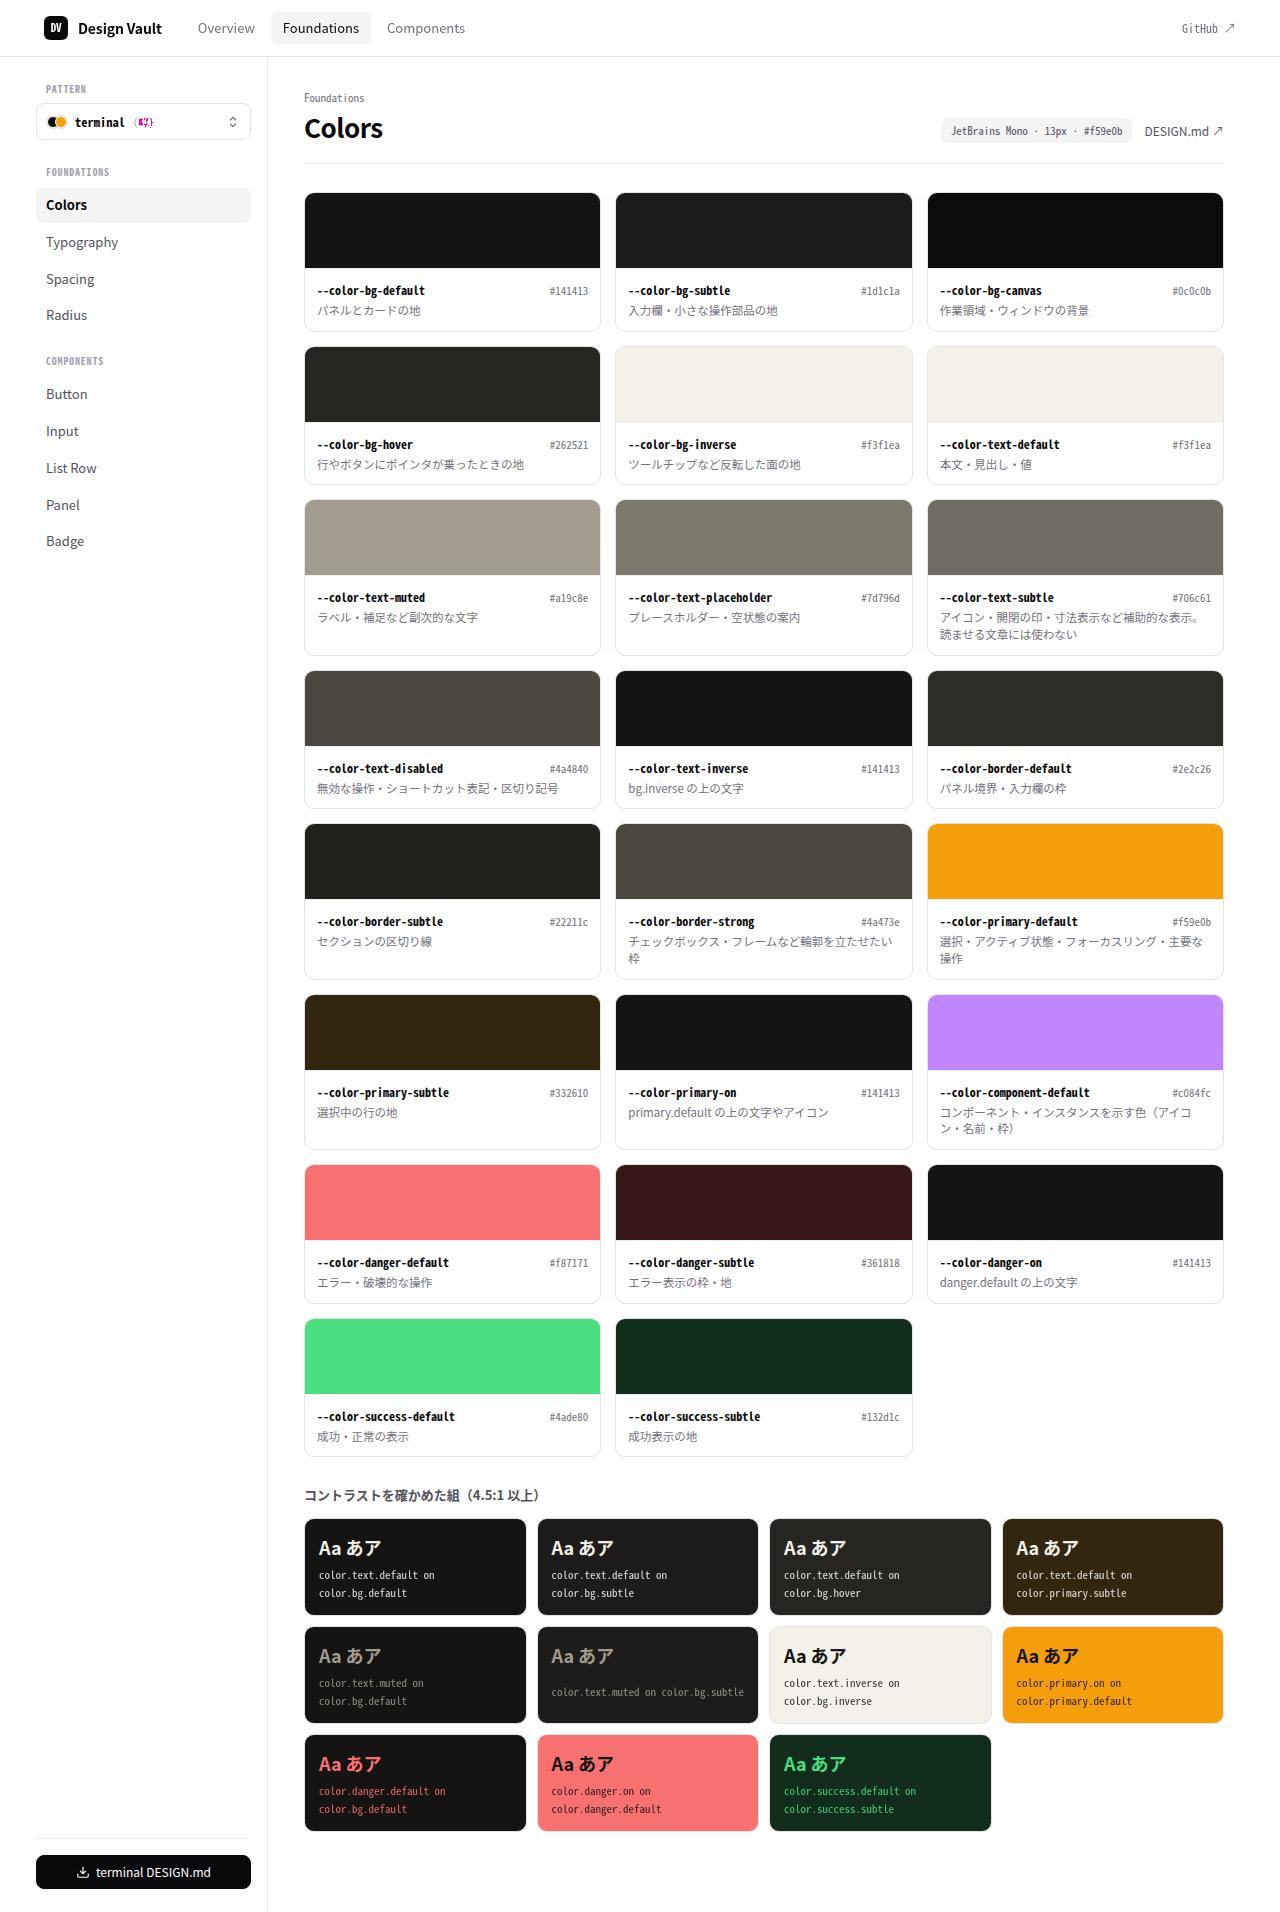 DV Design Vault Overview Foundations Components GitHub ↗
PATTERN
terminal
FOUNDATIONS
Colors
Typography
Spacing
Radius
COMPONENTS
Button
Input
List Row
Panel
Badge
terminal DESIGN.md
Foundations
Colors
JetBrains Mono · 13px · #f59e0b DESIGN.md ↗
--color-bg-default #141413
パネルとカードの地
--color-bg-subtle #1d1c1a
入力欄・小さな操作部品の地
--color-bg-canvas #0c0c0b
作業領域・ウィンドウの背景
--color-bg-hover #262521
行やボタンにポインタが乗ったときの地
--color-bg-inverse #f3f1ea
ツールチップなど反転した面の地
--color-text-default #f3f1ea
本文・見出し・値
--color-text-muted #a19c8e
ラベル・補足など副次的な文字
--color-text-placeholder #7d796d
プレースホルダー・空状態の案内
--color-text-subtle #706c61
アイコン・開閉の印・寸法表示など補助的な表示。
読ませる文章には使わない
--color-text-disabled #4a4840
無効な操作・ショートカット表記・区切り記号
--color-text-inverse #141413
bg.inverse の上の文字
--color-border-default #2e2c26
パネル境界・入力欄の枠
--color-border-subtle #22211c
セクションの区切り線
--color-border-strong #4a473e
チェックボックス・フレームなど輪郭を立たせたい
枠
--color-primary-default #f59e0b
選択・アクティブ状態・フォーカスリング・主要な
操作
--color-primary-subtle #332610
選択中の行の地
--color-primary-on #141413
primary.default の上の文字やアイコン
--color-component-default #c084fc
コンポーネント・インスタンスを示す色（アイコ
ン・名前・枠）
--color-danger-default #f87171
エラー・破壊的な操作
--color-danger-subtle #361818
エラー表示の枠・地
--color-danger-on #141413
danger.default の上の文字
--color-success-default #4ade80
成功・正常の表示
--color-success-subtle #132d1c
成功表示の地
コントラストを確かめた組（4.5:1 以上）
Aa あア
color.text.default on
color.bg.default
Aa あア
color.text.default on
color.bg.subtle
Aa あア
color.text.default on
color.bg.hover
Aa あア
color.text.default on
color.primary.subtle
Aa あア
color.text.muted on
color.bg.default
Aa あア
color.text.muted on color.bg.subtle
Aa あア
color.text.inverse on
color.bg.inverse
Aa あア
color.primary.on on
color.primary.default
Aa あア
color.danger.default on
color.bg.default
Aa あア
color.danger.on on
color.danger.default
Aa あア
color.success.default on
color.success.subtle